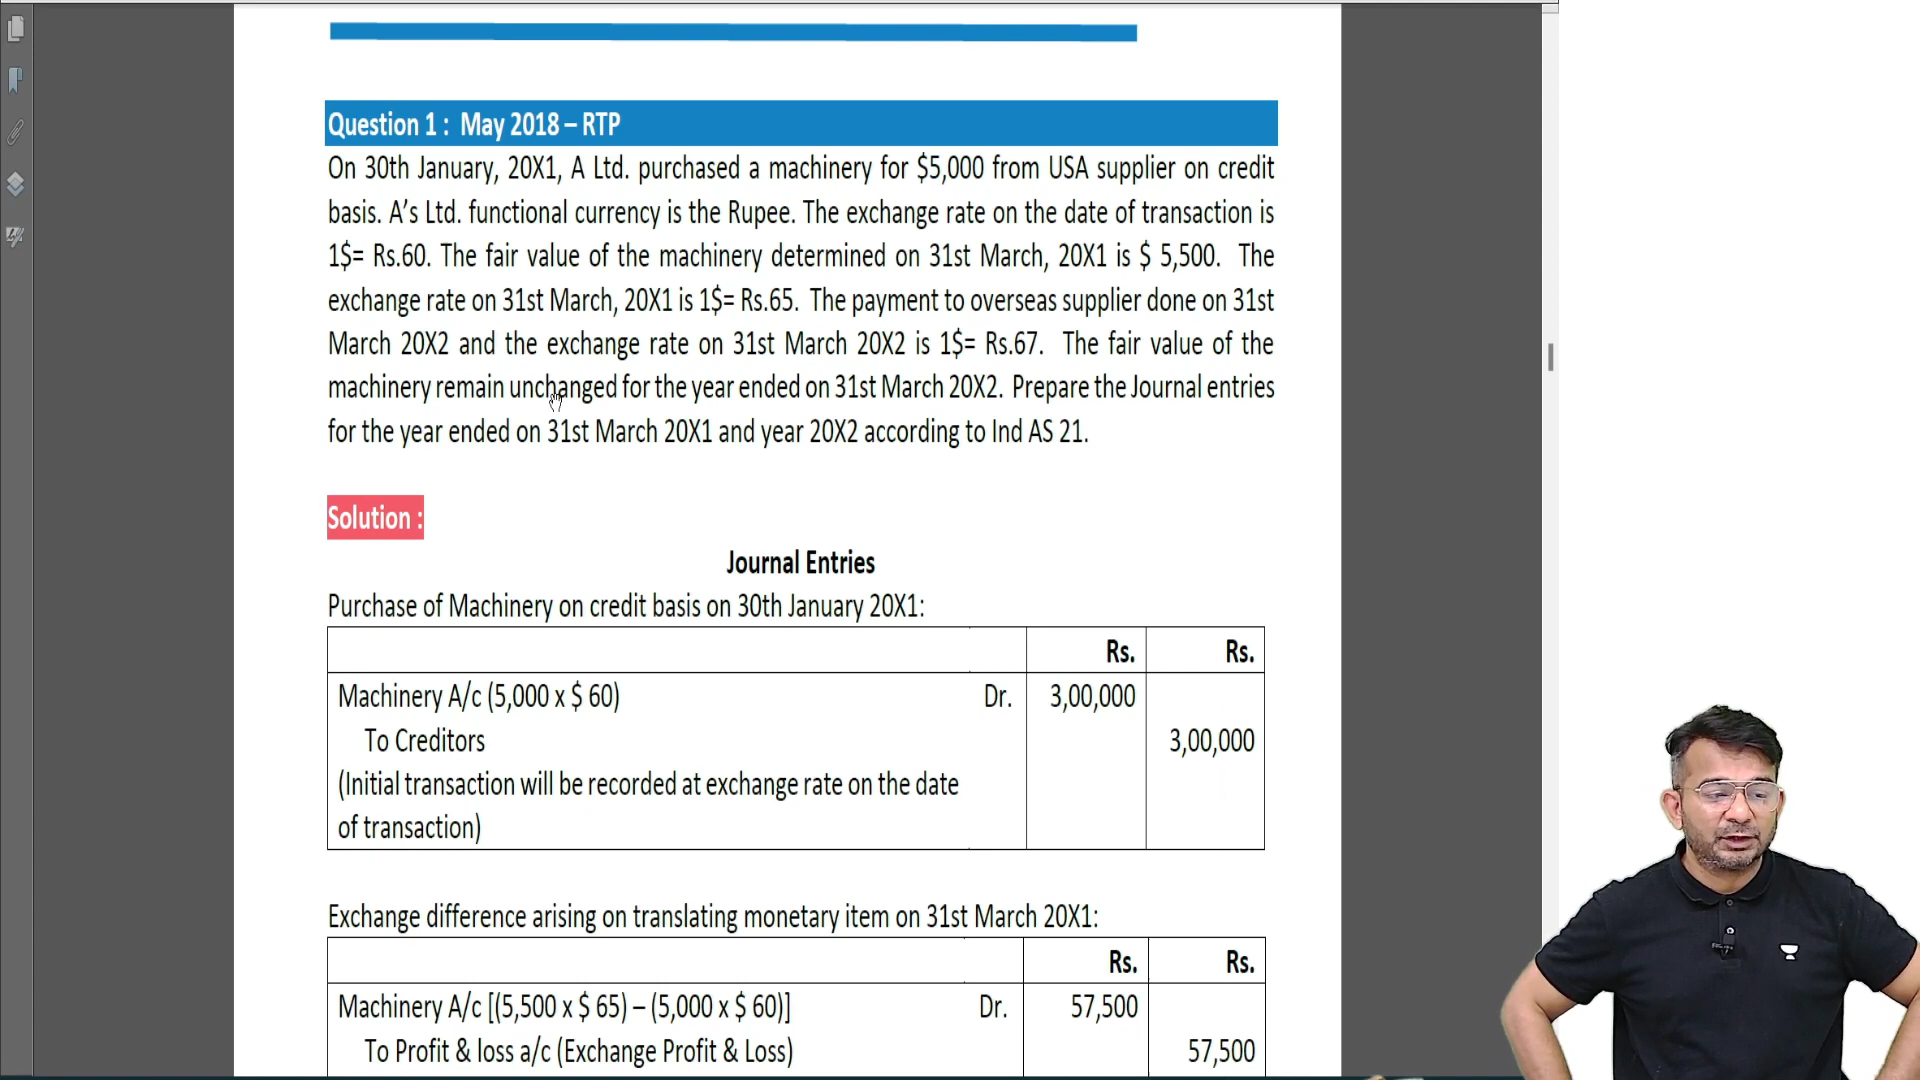 Question 1 :  May 2018 – RTP
On 30th January, 20X1, A Ltd. purchased a machinery for $5,000 from USA supplier on credit
basis. A’s Ltd. functional currency is the Rupee. The exchange rate on the date of transaction is
1$= Rs.60. The fair value of the machinery determined on 31st March, 20X1 is $ 5,500.  The
exchange rate on 31st March, 20X1 is 1$= Rs.65.  The payment to overseas supplier done on 31st
March 20X2 and the exchange rate on 31st March 20X2 is 1$= Rs.67.  The fair value of the
machinery remain unchanged for the year ended on 31st March 20X2.  Prepare the Journal entries
for the year ended on 31st March 20X1 and year 20X2 according to Ind AS 21.
Solution :
Journal Entries
Purchase of Machinery on credit basis on 30th January 20X1:
Rs. Rs.
Machinery A/c (5,000 x $ 60) Dr. 3,00,000
To Creditors 3,00,000
(Initial transaction will be recorded at exchange rate on the date
of transaction)
Exchange difference arising on translating monetary item on 31st March 20X1:
Rs. Rs.
Machinery A/c [(5,500 x $ 65) – (5,000 x $ 60)] Dr. 57,500
To Profit & loss a/c (Exchange Profit & Loss) 57,500